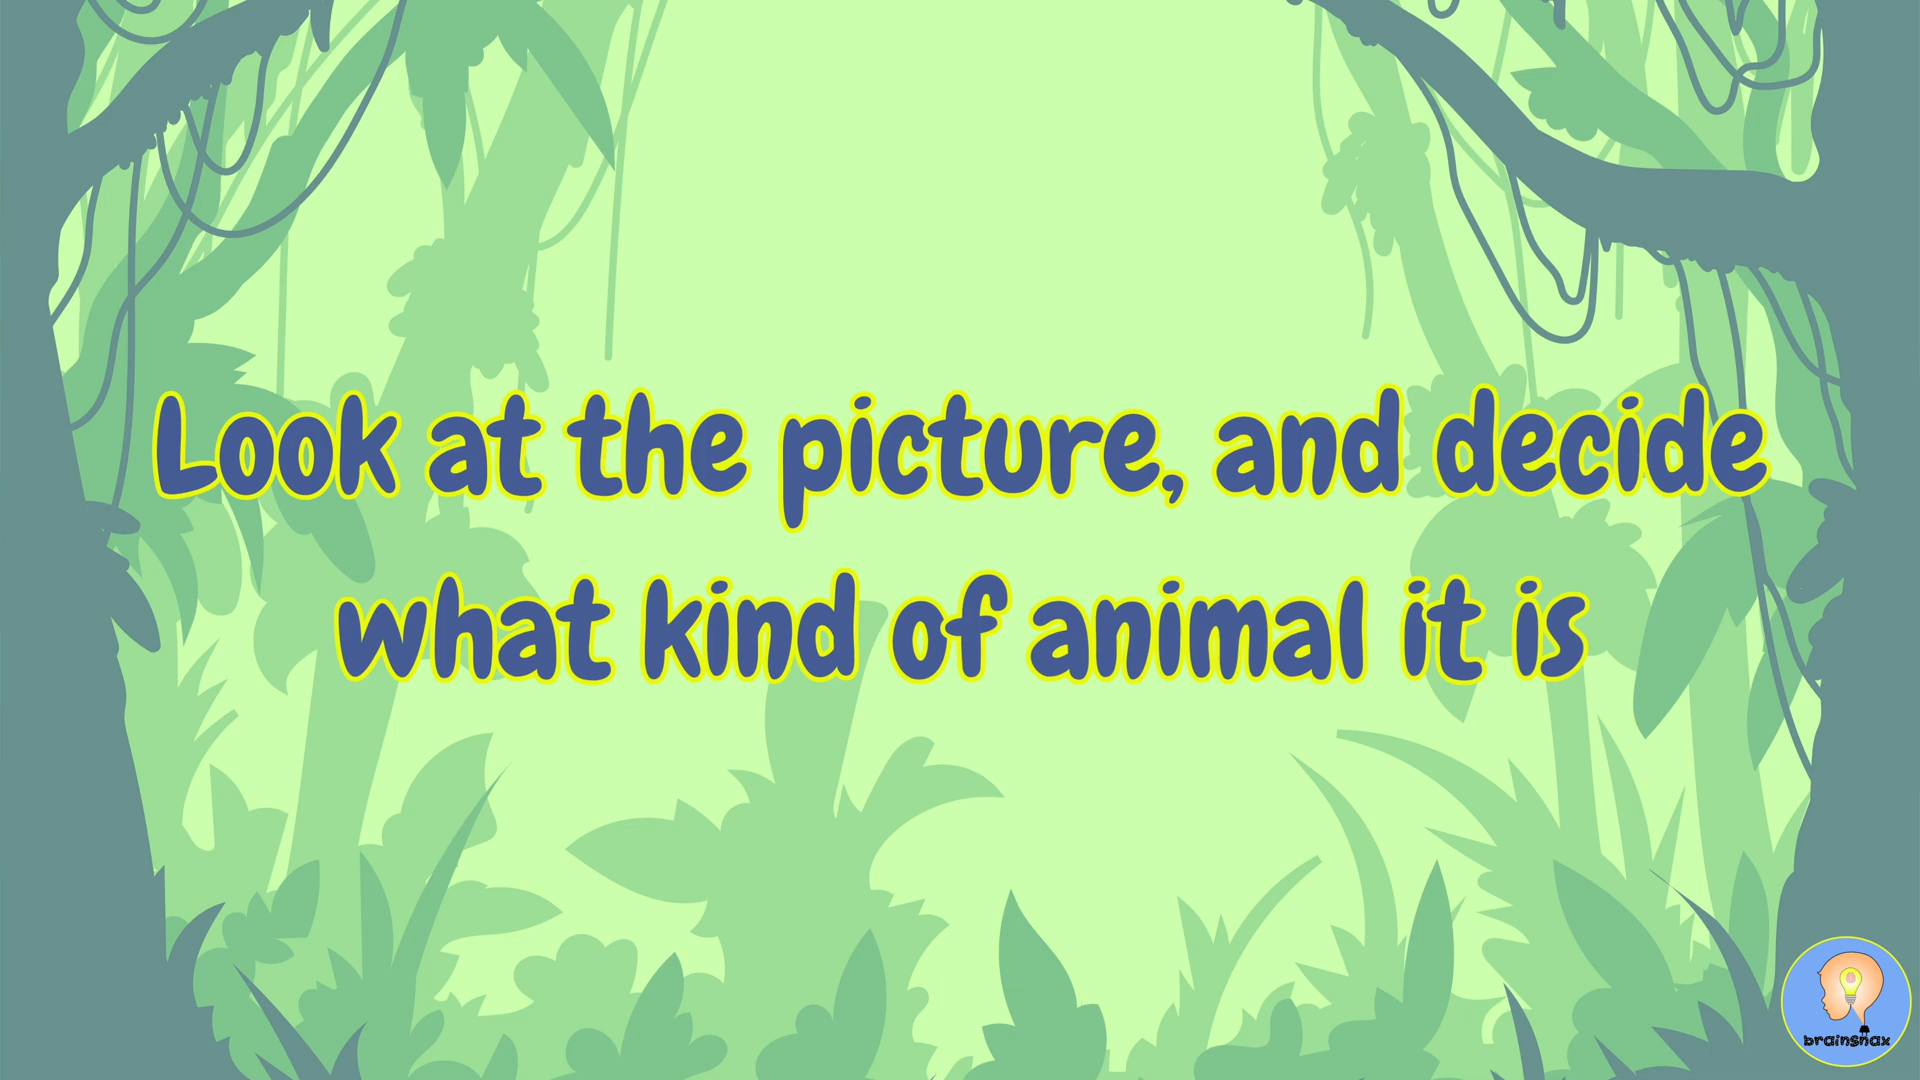 Look at the picture, and decide
what kind of animal it is
brainsnax